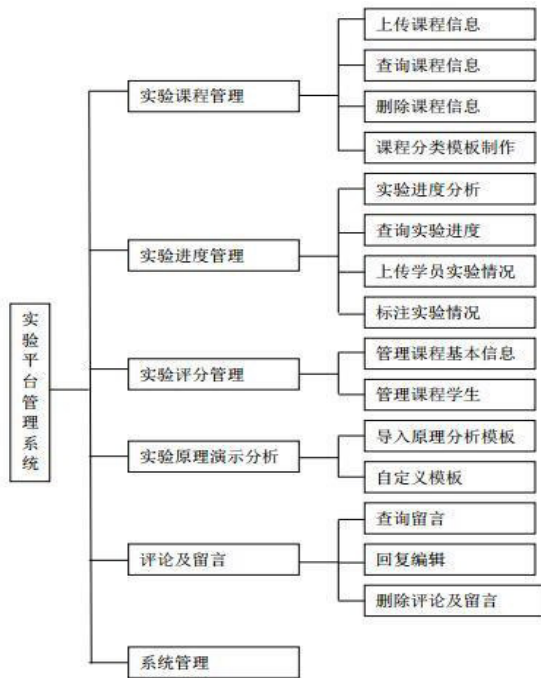 实验平台管理系统
实验课程管理
上传课程信息
查询课程信息
删除课程信息
课程分类模板制作
实验进度管理
实验进度分析
查询实验进度
上传学员实验情况
标注实验情况
实验评分管理
管理课程基本信息
管理课程学生
实验原理演示分析
导入原理分析模板
自定义模板
评论及留言
查询留言
回复编辑
删除评论及留言
系统管理